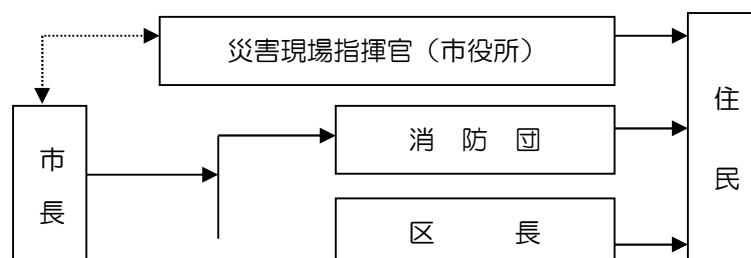 災害現場指揮官（市役所）
市長
消防団
区長
住民